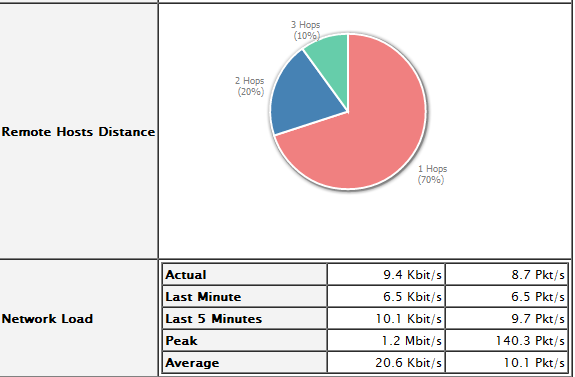 3 Hops
(10%)
2 Hops
(20%)
Remote Hosts Distance
1 Hops
(70%)
Network Load
Actual 9.4 Kbit/s 8.7 Pkt/s
Last Minute 6.5 Kbit/s 6.5 Pkt/s
Last 5 Minutes 10.1 Kbit/s 9.7 Pkt/s
Peak 1.2 Mbit/s 140.3 Pkt/s
Average 20.6 Kbit/s 10.1 Pkt/s